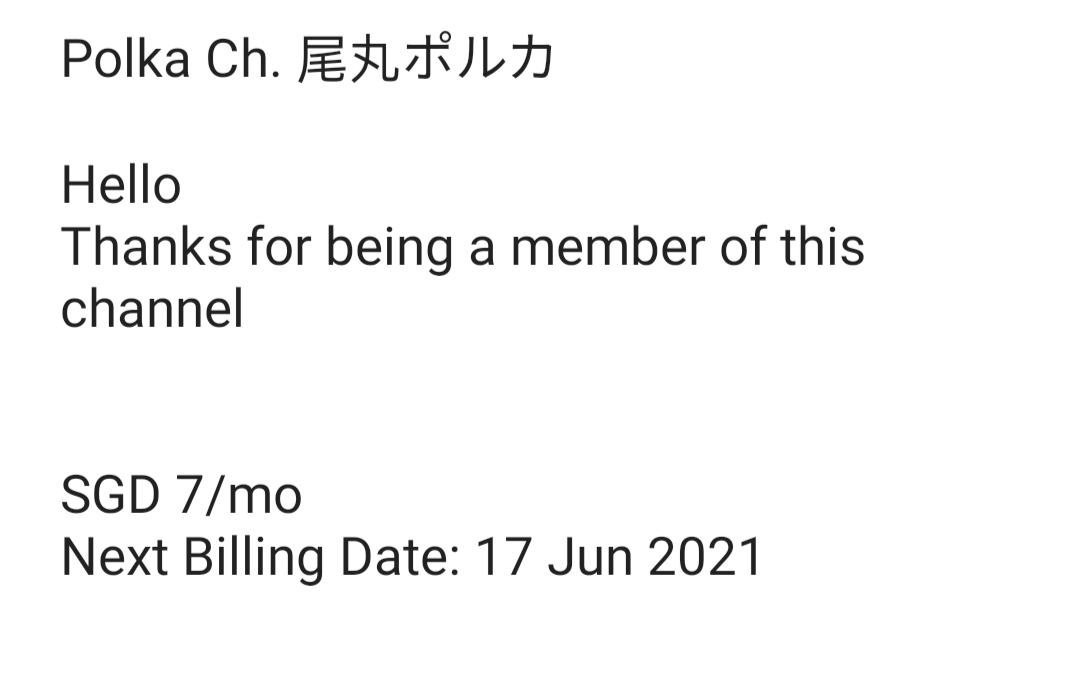 Polka Ch. 尾丸ポルカ
Hello
Thanks for being a member of this
channel
SGD 7/mo
Next Billing Date: 17 Jun 2021